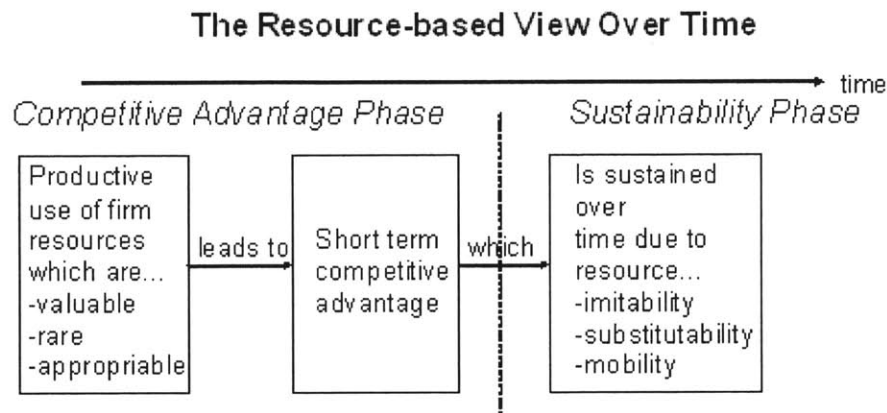 The Resource-based View Over Time
time
Competitive Advantage Phase
Sustainability Phase
Productive
use of firm
resources
which are...
-valuable
-rare
-appropriable
leads to
Short term
competitive
advantage
which
Is sustained
over
time due to
resource...
-imitability
-substitutability
-mobility